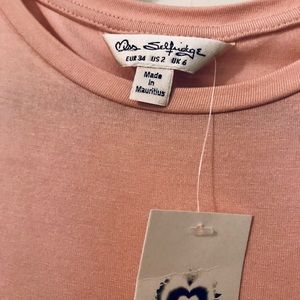 Miss Selfridge
EUR 34 US 2 UK 6
Made
in
Mauritius